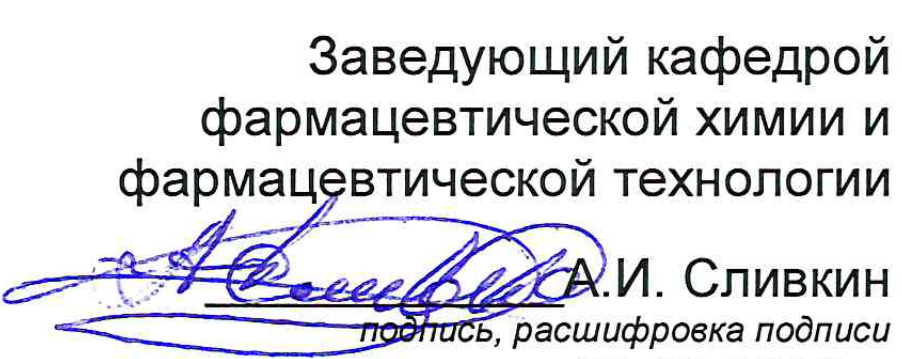 Заведующий кафедрой
фармацевтической химии и
фармацевтической технологии
А.И. Сливкин
подпись, расшифровка подписи